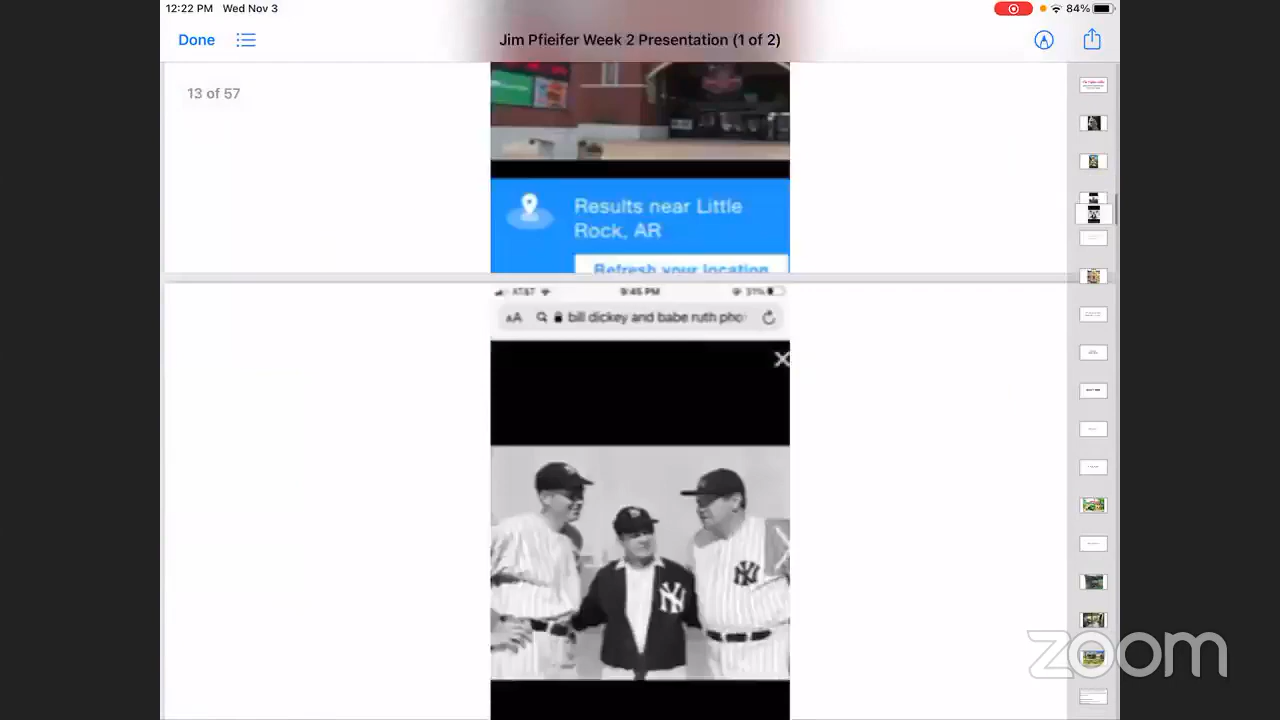 12:22 PM Wed Nov 3
84%
Done
Jim Pfieifer Week 2 Presentation (1 of 2)
13 of 57
Results near Little
Rock, AR
Refresh your location
AT&T
9:45 PM
31%
AA
bill dickey and babe ruth pho
NY
NY
zoom